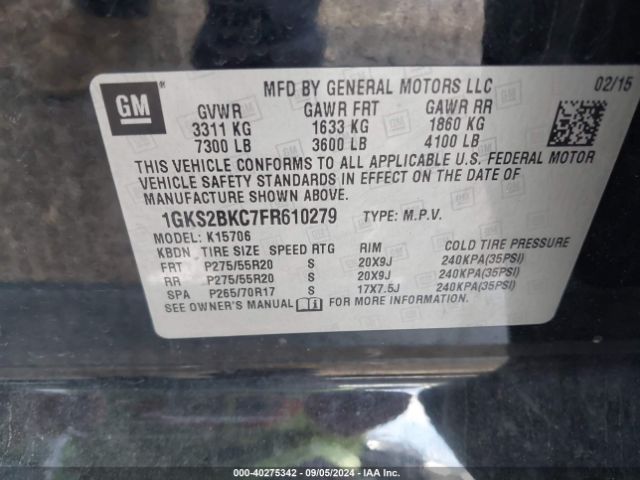 MFD BY GENERAL MOTORS LLC 02/15
GM
GVWR GAWR FRT GAWR RR
3311 KG 1633 KG 1860 KG
7300 LB 3600 LB 4100 LB
THIS VEHICLE CONFORMS TO ALL APPLICABLE U.S. FEDERAL MOTOR
VEHICLE SAFETY STANDARDS IN EFFECT ON THE DATE OF
MANUFACTURE SHOWN ABOVE.
1GKS2BKC7FR610279 TYPE: M.P.V.
MODEL: K15706
KBDN TIRE SIZE SPEED RTG RIM COLD TIRE PRESSURE
FRT P275/55R20 S 20X9J 240KPA(35PSI)
RR P275/55R20 S 20X9J 240KPA(35PSI)
SPA P265/70R17 S 17X7.5J 240KPA(35PSI)
SEE OWNER'S MANUAL FOR MORE INFORMATION.
000-40275342 - 09/05/2024 - IAA Inc.